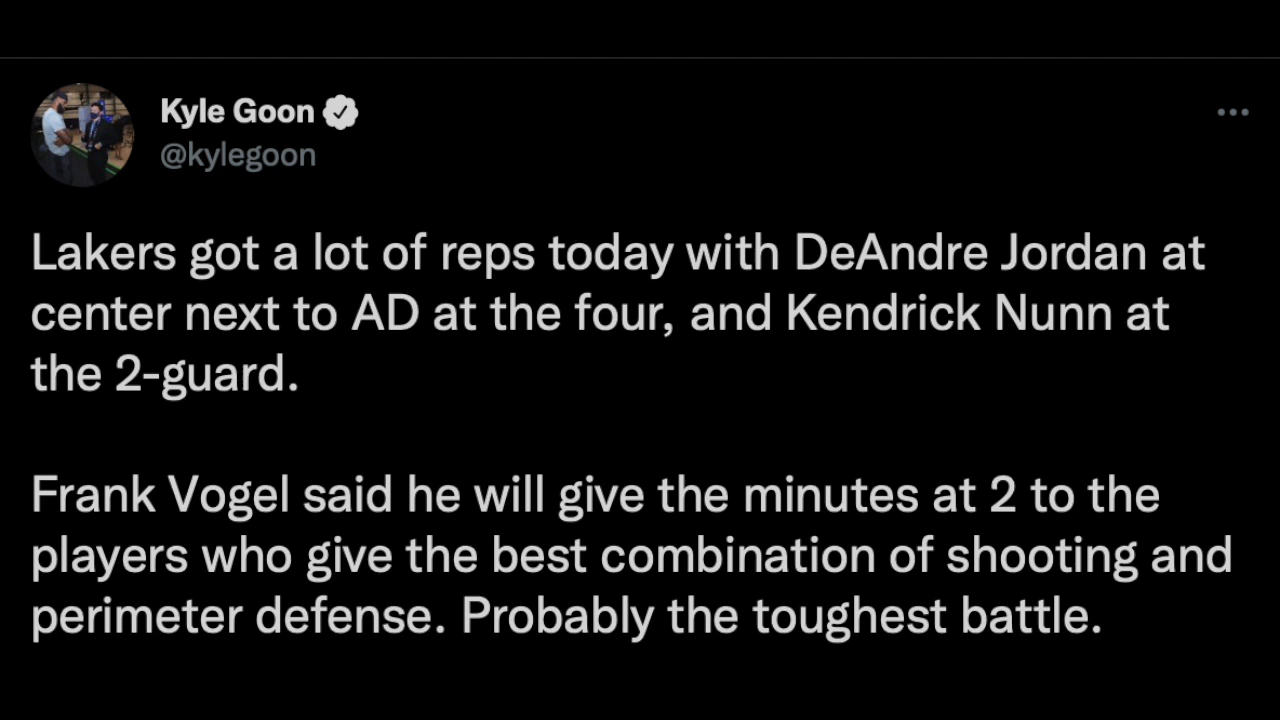 Kyle Goon
@kylegoon
Lakers got a lot of reps today with DeAndre Jordan at
center next to AD at the four, and Kendrick Nunn at
the 2-guard.
Frank Vogel said he will give the minutes at 2 to the
players who give the best combination of shooting and
perimeter defense. Probably the toughest battle.